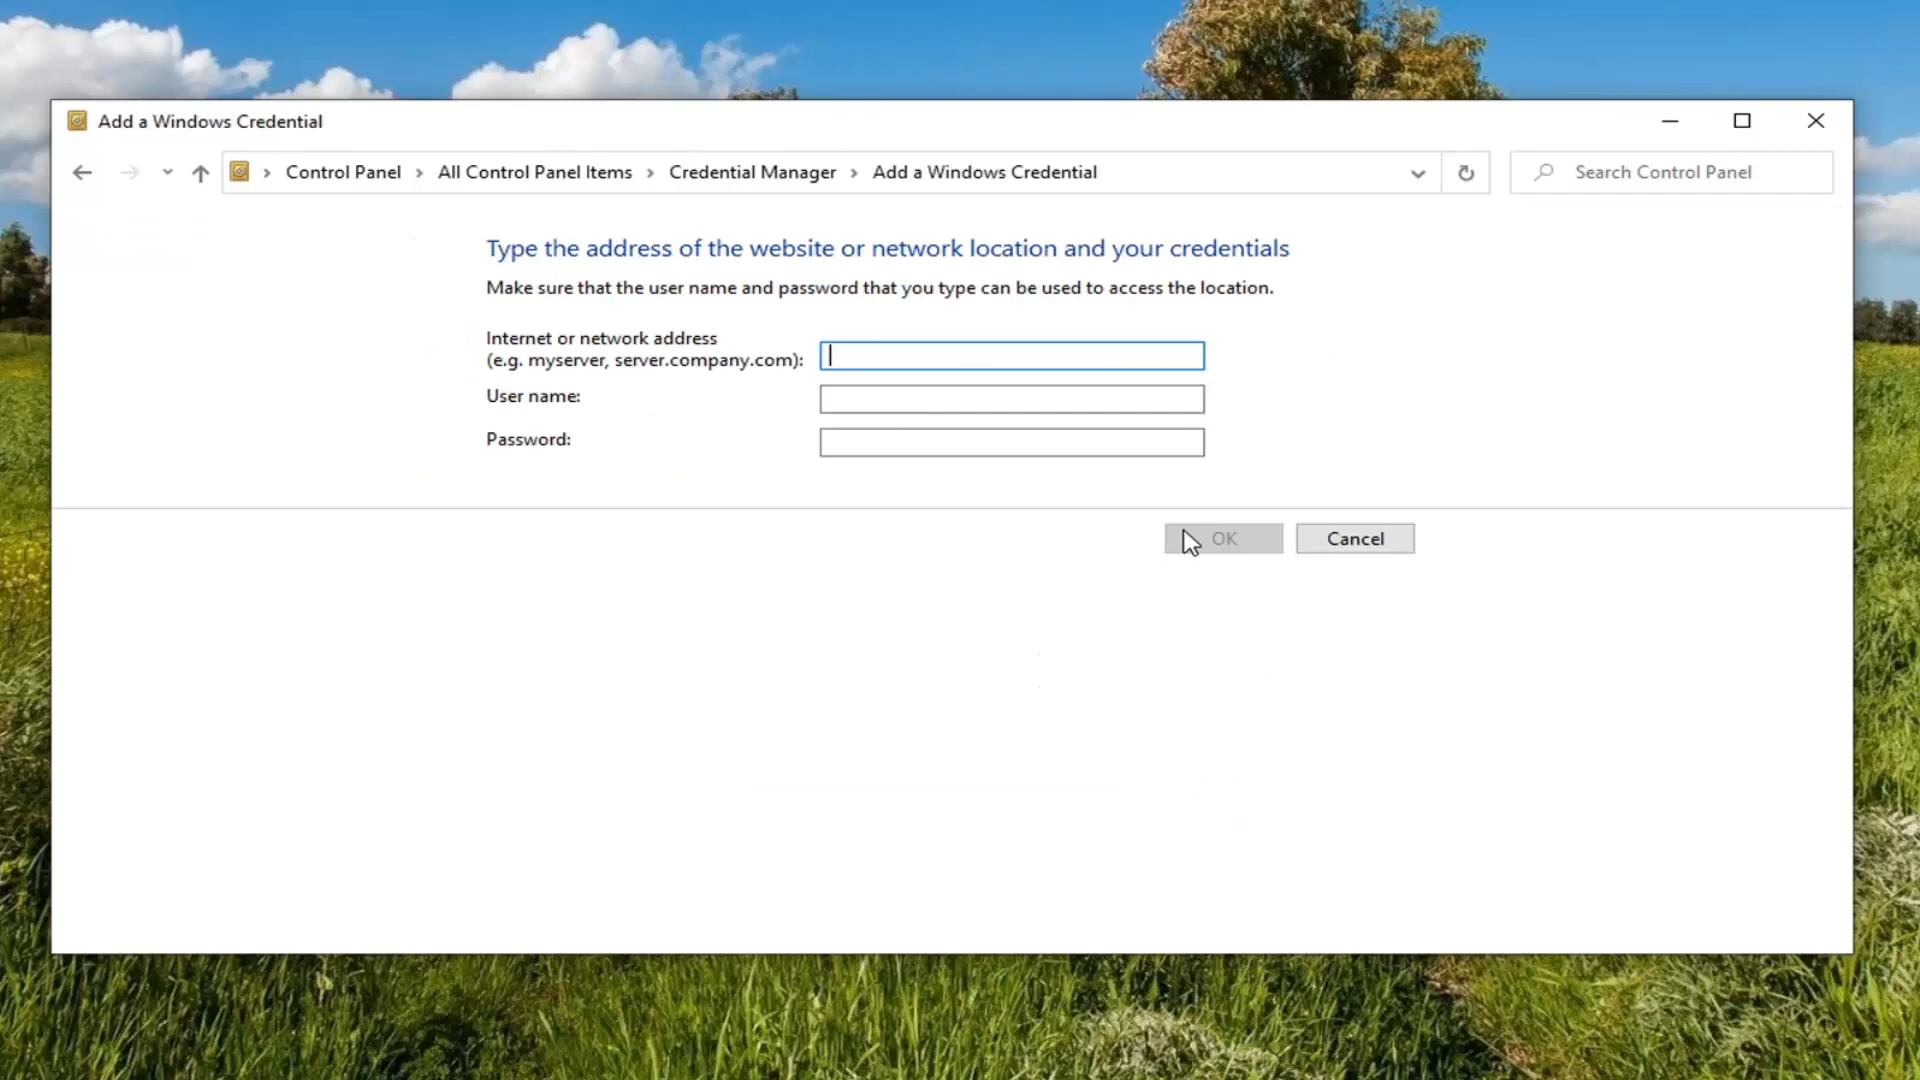 Add a Windows Credential
Control Panel > All Control Panel Items > Credential Manager > Add a Windows Credential
Search Control Panel
Type the address of the website or network location and your credentials
Make sure that the user name and password that you type can be used to access the location.
Internet or network address
(e.g. myserver, server.company.com):
User name:
Password:
OK
Cancel